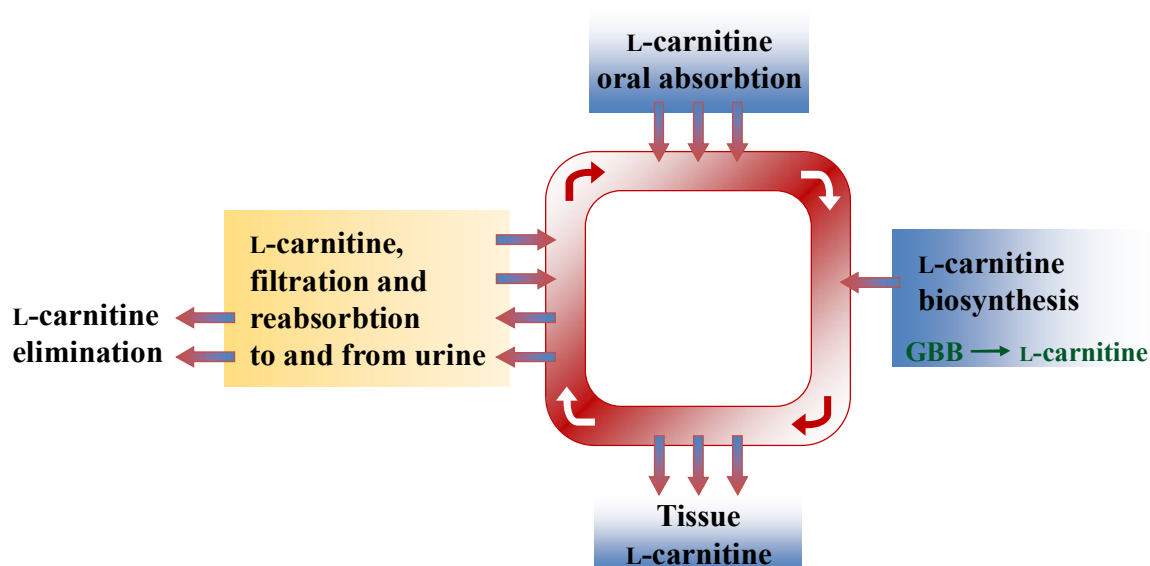 L-carnitine
oral absorbtion
L-carnitine,
filtration and
reabsorbtion
to and from urine
L-carnitine
elimination
L-carnitine
biosynthesis
GBB → L-carnitine
Tissue
L-carnitine